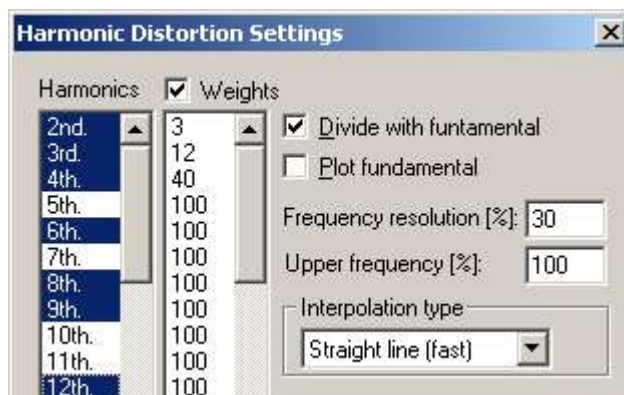 Harmonic Distortion Settings
Harmonics
Weights
2nd.
3rd.
4th.
5th.
6th.
7th.
8th.
9th.
10th.
11th.
12th.
3
12
40
100
100
100
100
100
100
100
100
Divide with funtamental
Plot fundamental
Frequency resolution [%]: 30
Upper frequency [%]: 100
Interpolation type
Straight line (fast)